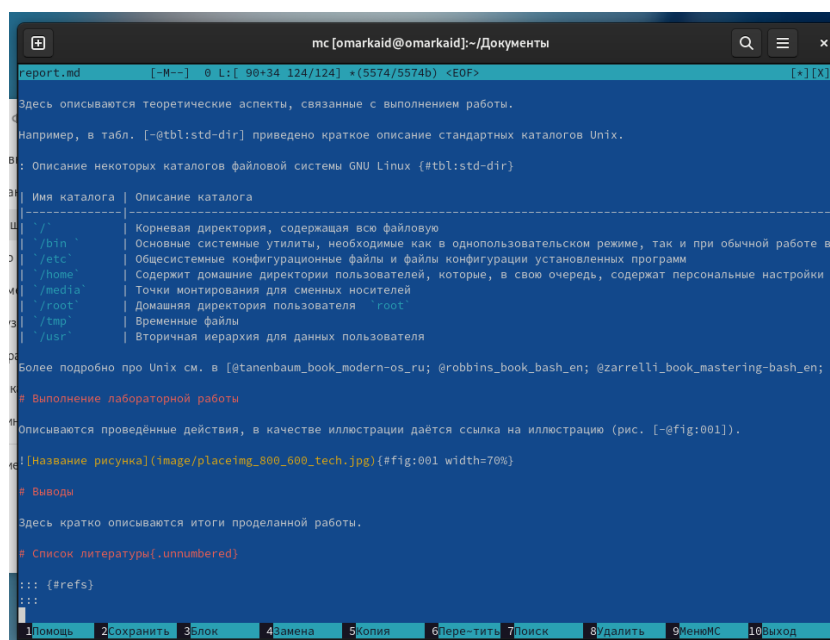 mc [omarkaid@omarkaid]:~/Документы
report.md [-M--] 0 L:[ 90+34 124/124] *(5574/5574b) <EOF> [*][X]
Здесь описываются теоретические аспекты, связанные с выполнением работы.
Например, в табл. [-@tbl:std-dir] приведено краткое описание стандартных каталогов Unix.
: Описание некоторых каталогов файловой системы GNU Linux {#tbl:std-dir}
| Имя каталога | Описание каталога
|--------------|----------------------------------------------------------------------------------------------------
| `/` | Корневая директория, содержащая всю файловую
| `/bin ` | Основные системные утилиты, необходимые как в однопользовательском режиме, так и при обычной работе в
| `/etc` | Общесистемные конфигурационные файлы и файлы конфигурации установленных программ
| `/home` | Содержит домашние директории пользователей, которые, в свою очередь, содержат персональные настройки
| `/media` | Точки монтирования для сменных носителей
| `/root` | Домашняя директория пользователя `root`
| `/tmp` | Временные файлы
| `/usr` | Вторичная иерархия для данных пользователя
Более подробно про Unix см. в [@tanenbaum_book_modern-os_ru; @robbins_book_bash_en; @zarrelli_book_mastering-bash_en;
# Выполнение лабораторной работы
Описываются проведённые действия, в качестве иллюстрации даётся ссылка на иллюстрацию (рис. [-@fig:001]).
![Название рисунка](image/placeimg_800_600_tech.jpg){#fig:001 width=70%}
# Выводы
Здесь кратко описываются итоги проделанной работы.
# Список литературы{.unnumbered}
::: {#refs}
:::
1Помощь 2Сохранить 3Блок 4Замена 5Копия 6Пере~тить 7Поиск 8Удалить 9МенюMC 10Выход